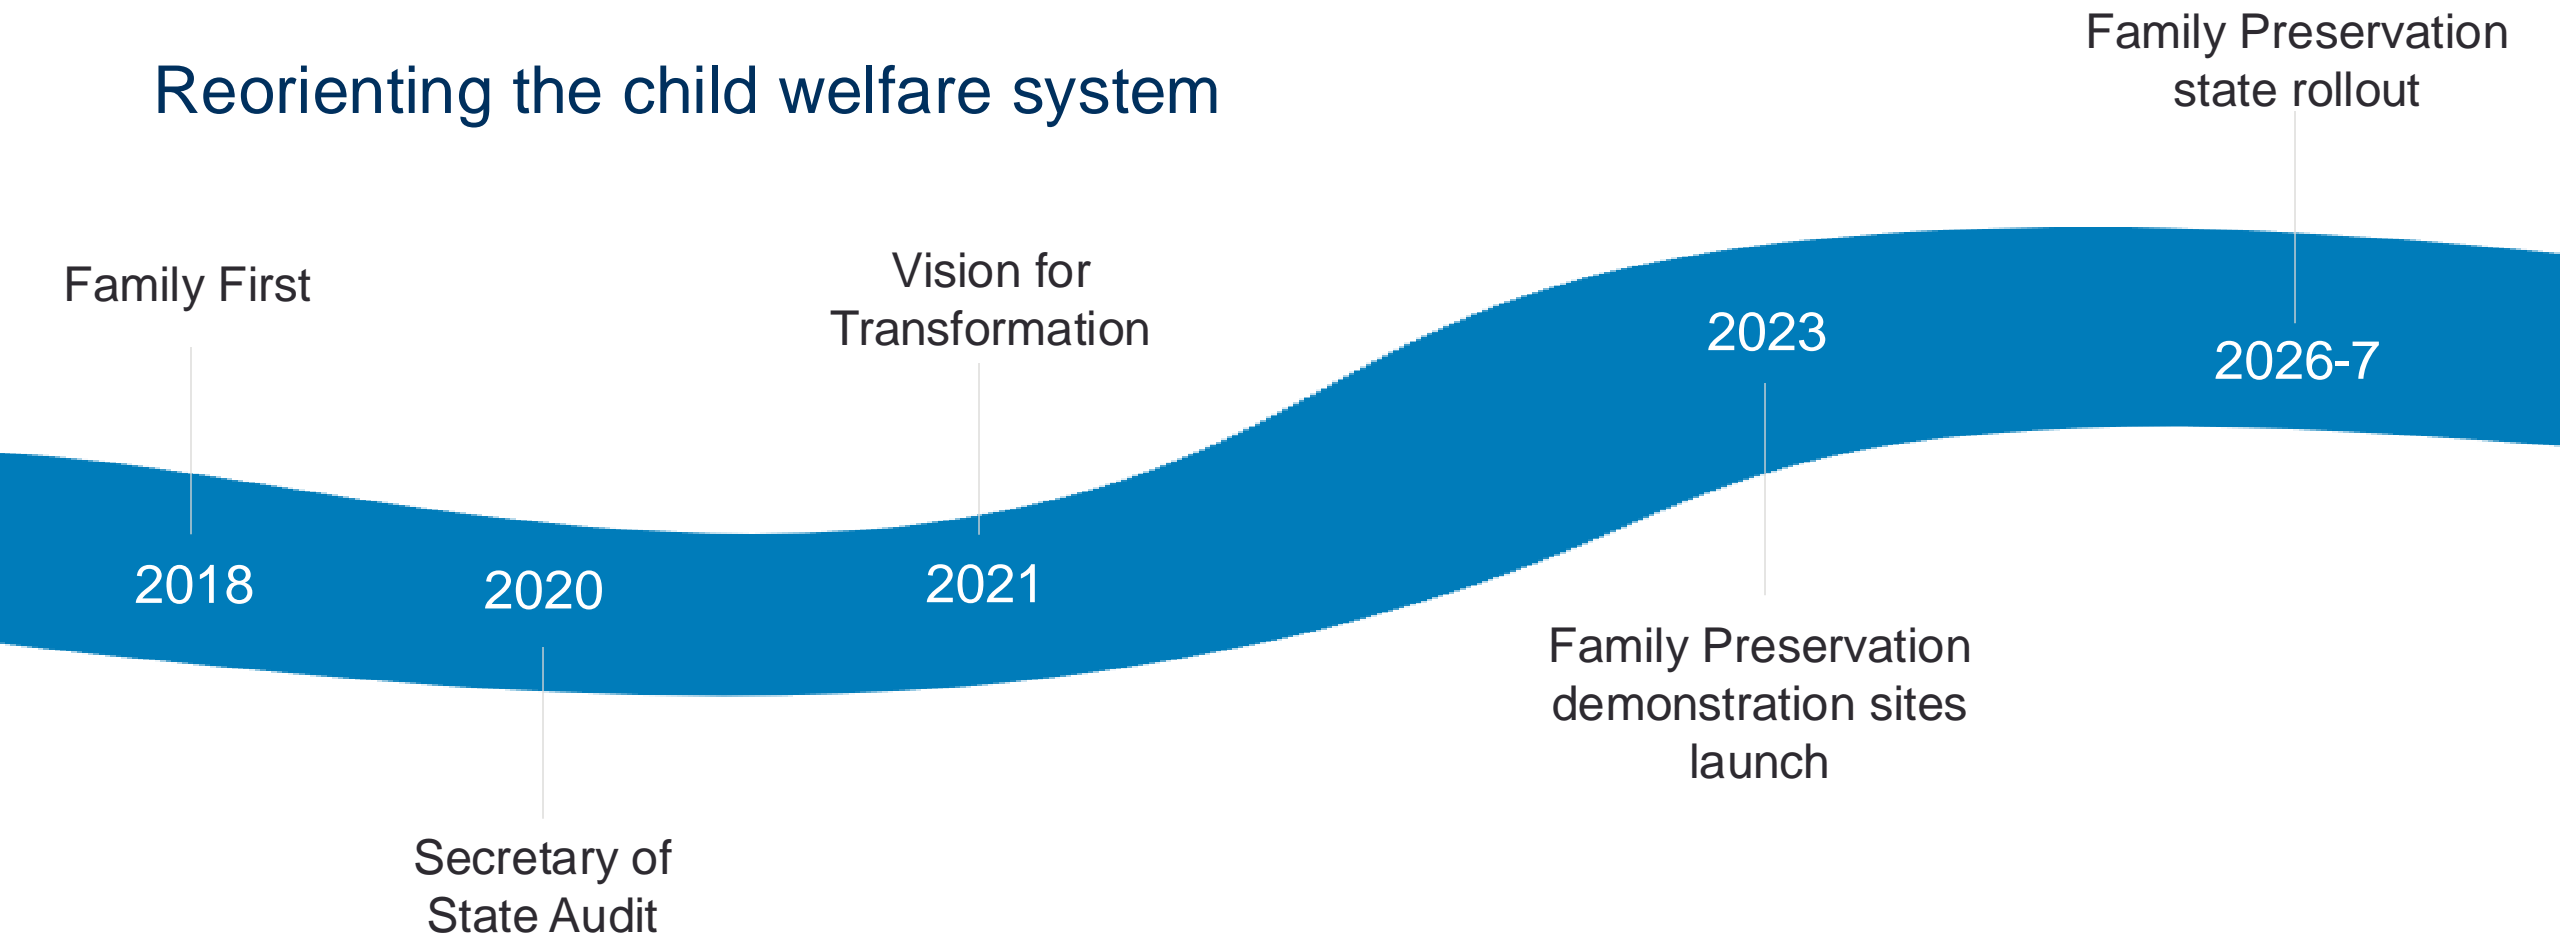 Reorienting the child welfare system
Family First
2018
2020
Secretary of
State Audit
Vision for
Transformation
2021
2023
Family Preservation
demonstration sites
launch
Family Preservation
state rollout
2026-7